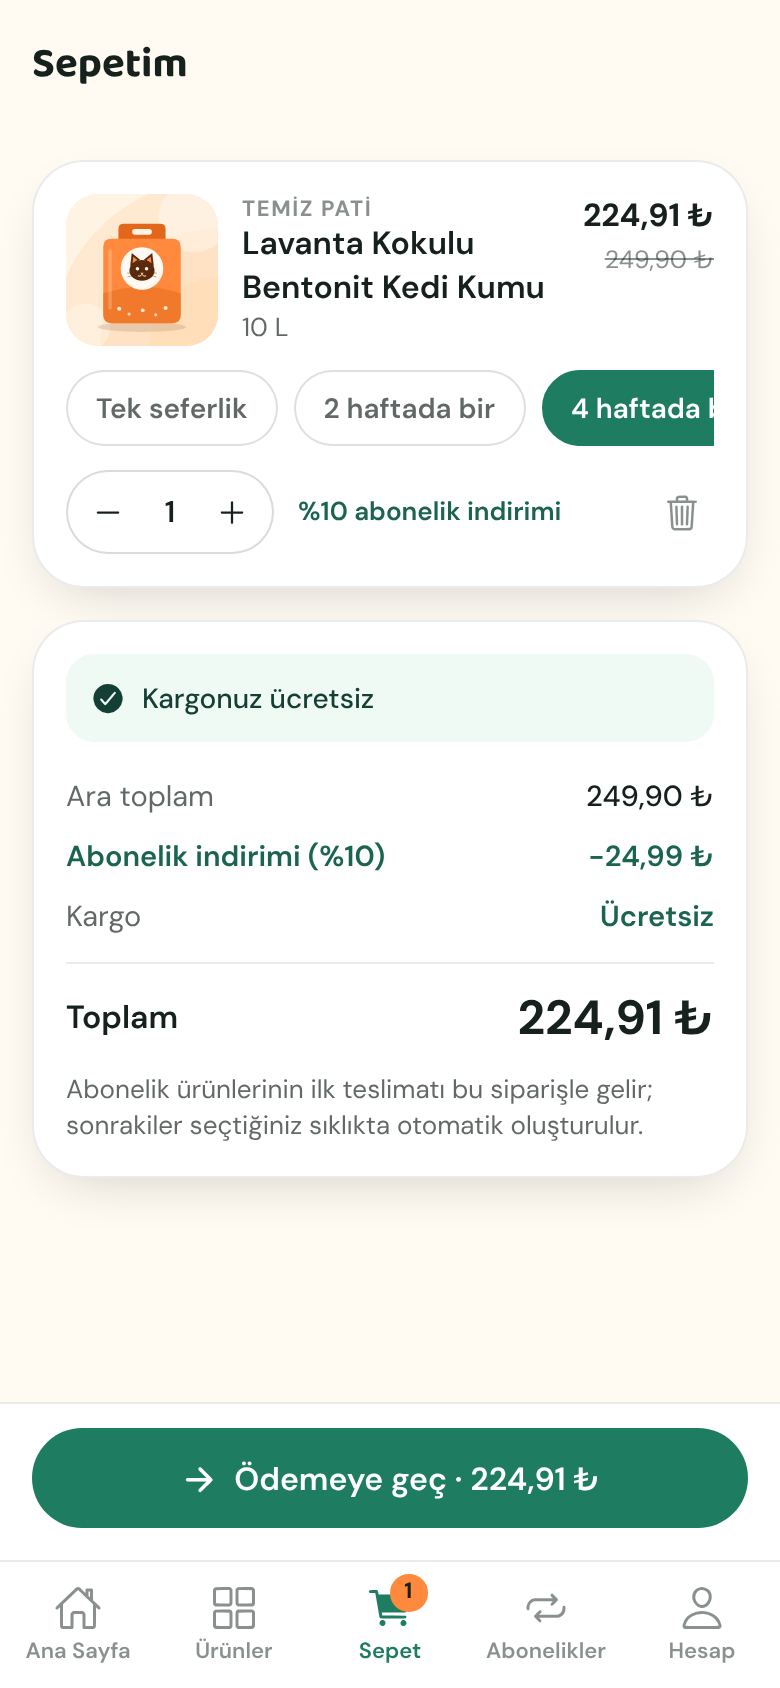 Sepetim
TEMİZ PATİ
Lavanta Kokulu
Bentonit Kedi Kumu
10 L
224,91 ₺
249,90 ₺
Tek seferlik
2 haftada bir
4 haftada
1
%10 abonelik indirimi
Kargonuz ücretsiz
Ara toplam 249,90 ₺
Abonelik indirimi (%10) -24,99 ₺
Kargo Ücretsiz
Toplam 224,91 ₺
Abonelik ürünlerinin ilk teslimatı bu siparişle gelir;
sonrakiler seçtiğiniz sıklıkta otomatik oluşturulur.
Ödemeye geç · 224,91 ₺
1
Ana Sayfa
Ürünler
Sepet
Abonelikler
Hesap